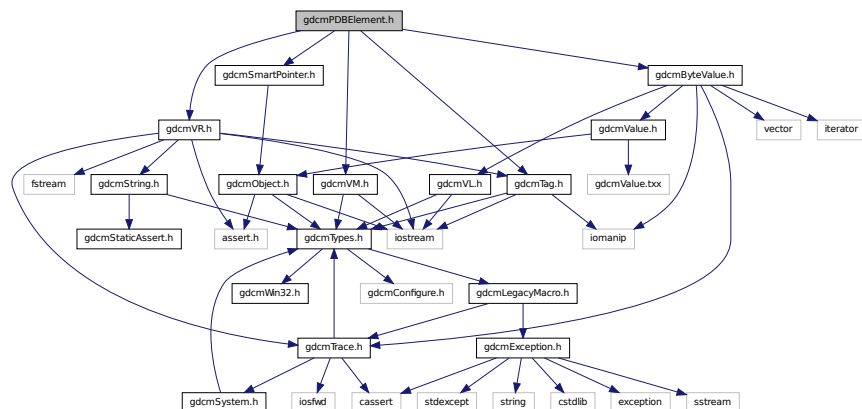 gdcmPDBElement.h
gdcmSmartPointer.h
gdcmByteValue.h
gdcmVR.h
gdcmValue.h
vector
iterator
fstream
gdcmString.h
gdcmObject.h
gdcmVM.h
gdcmVL.h
gdcmTag.h
gdcmValue.txx
gdcmStaticAssert.h
assert.h
gdcmTypes.h
iostream
iomanip
gdcmWin32.h
gdcmConfigure.h
gdcmLegacyMacro.h
gdcmTrace.h
gdcmException.h
gdcmSystem.h
iosfwd
cassert
stdexcept
string
cstdlib
exception
sstream